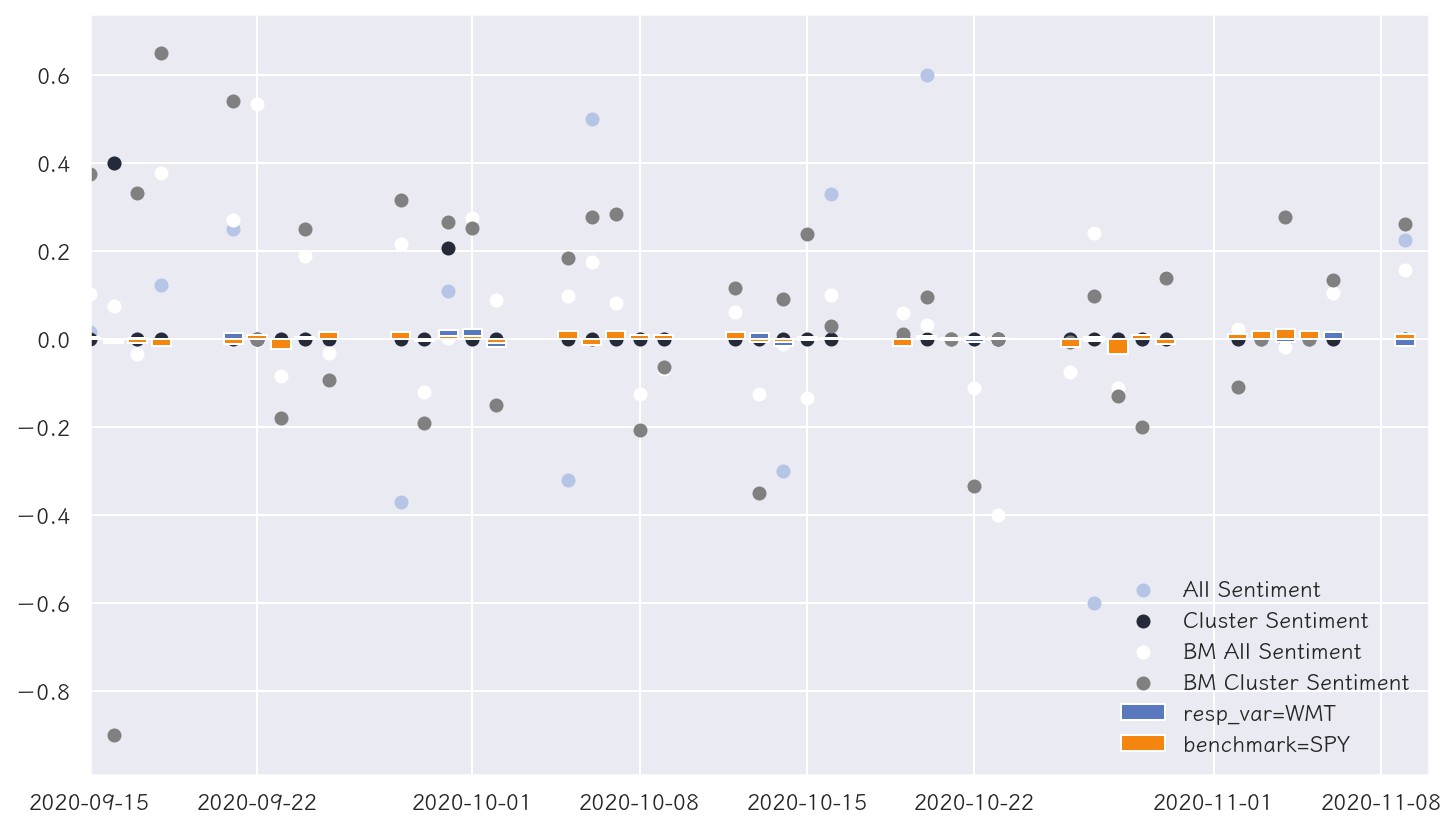 0.6
0.4
0.2
0.0
−0.2
−0.4
−0.6
−0.8
All Sentiment
Cluster Sentiment
BM All Sentiment
BM Cluster Sentiment
resp_var=WMT
benchmark=SPY
2020-09-15 2020-09-22 2020-10-01 2020-10-08 2020-10-15 2020-10-22 2020-11-01 2020-11-08